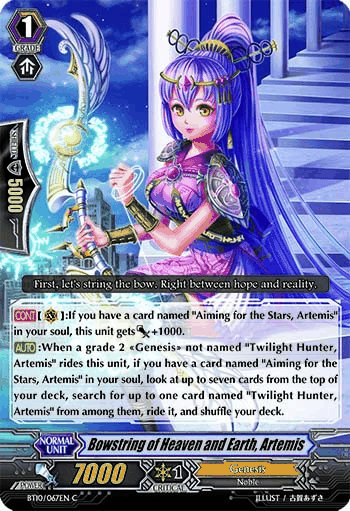 1
GRADE
SHIELD
5000
First, let's string the bow. Right between hope and reality.
CONT [ ]:If you have a card named "Aiming for the Stars, Artemis"
in your soul, this unit gets +1000.
AUTO:When a grade 2 «Genesis» not named "Twilight Hunter,
Artemis" rides this unit, if you have a card named "Aiming for the
Stars, Artemis" in your soul, look at up to seven cards from the top of
your deck, search for up to one card named "Twilight Hunter,
Artemis" from among them, ride it, and shuffle your deck.
NORMAL
UNIT
Bowstring of Heaven and Earth, Artemis
POWER
7000
1
CRITICAL
Genesis
Noble
BT10/067EN C
ILLUST / 古賀あずさ